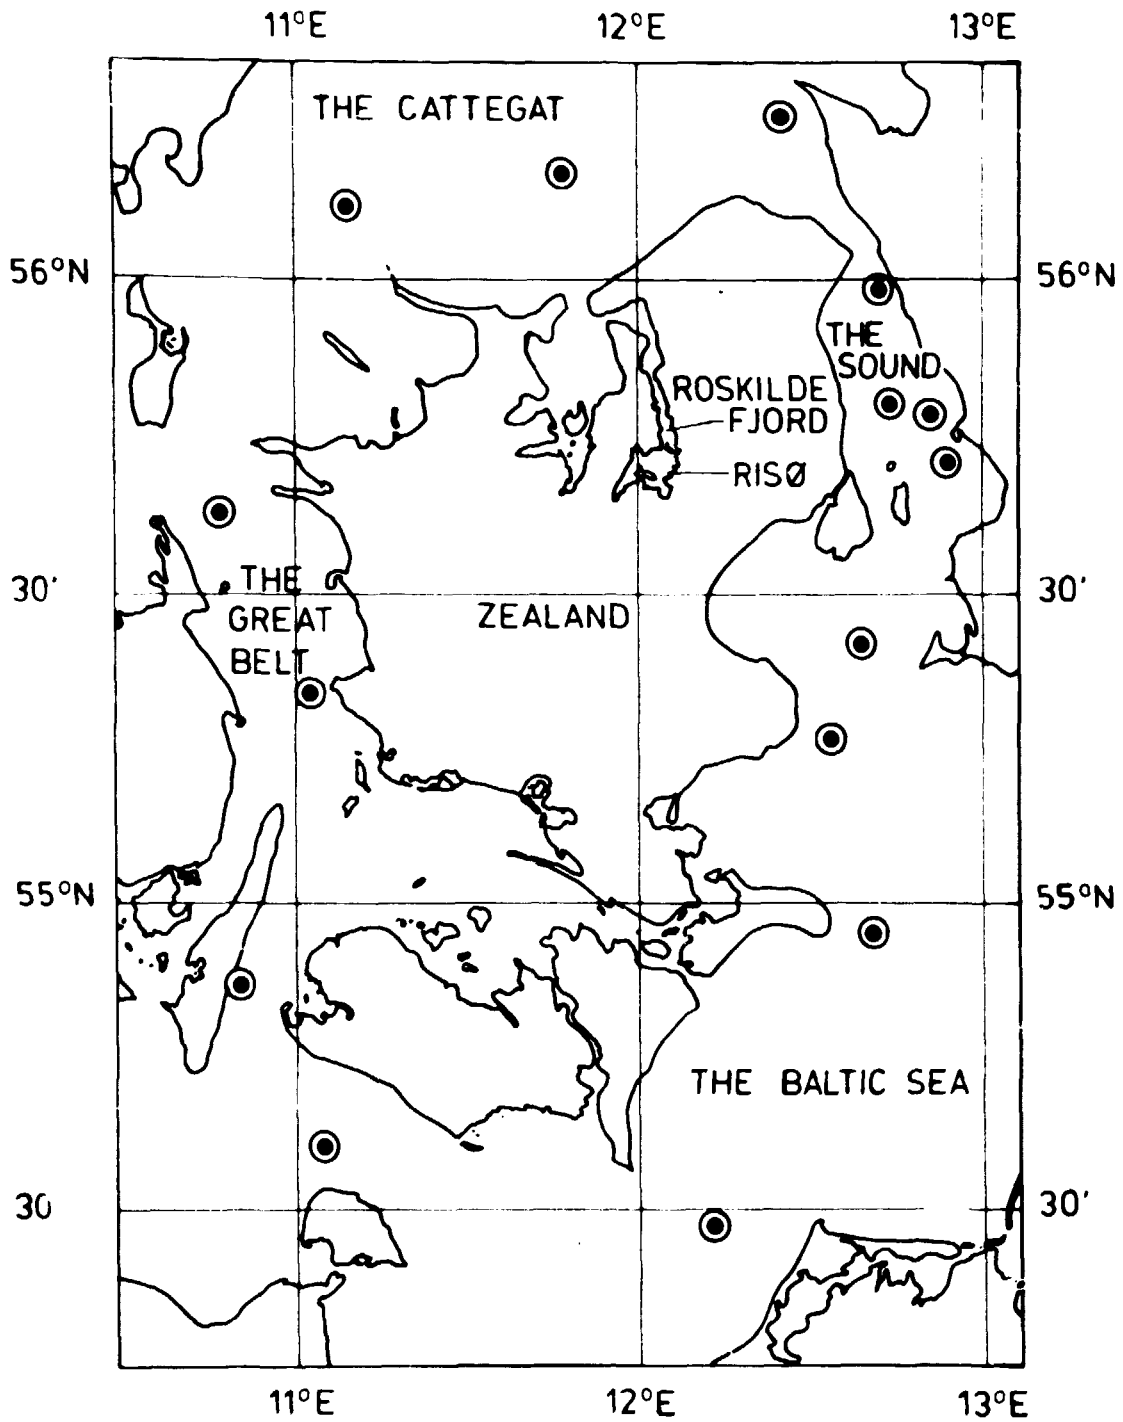 11°E 12°E 13°E
THE CATTEGAT
56°N 56°N
THE
SOUND
ROSKILDE
FJORD
RISØ
30' 30'
THE
GREAT
BELT
ZEALAND
55°N 55°N
THE BALTIC SEA
30 30'
11°E 12°E 13°E